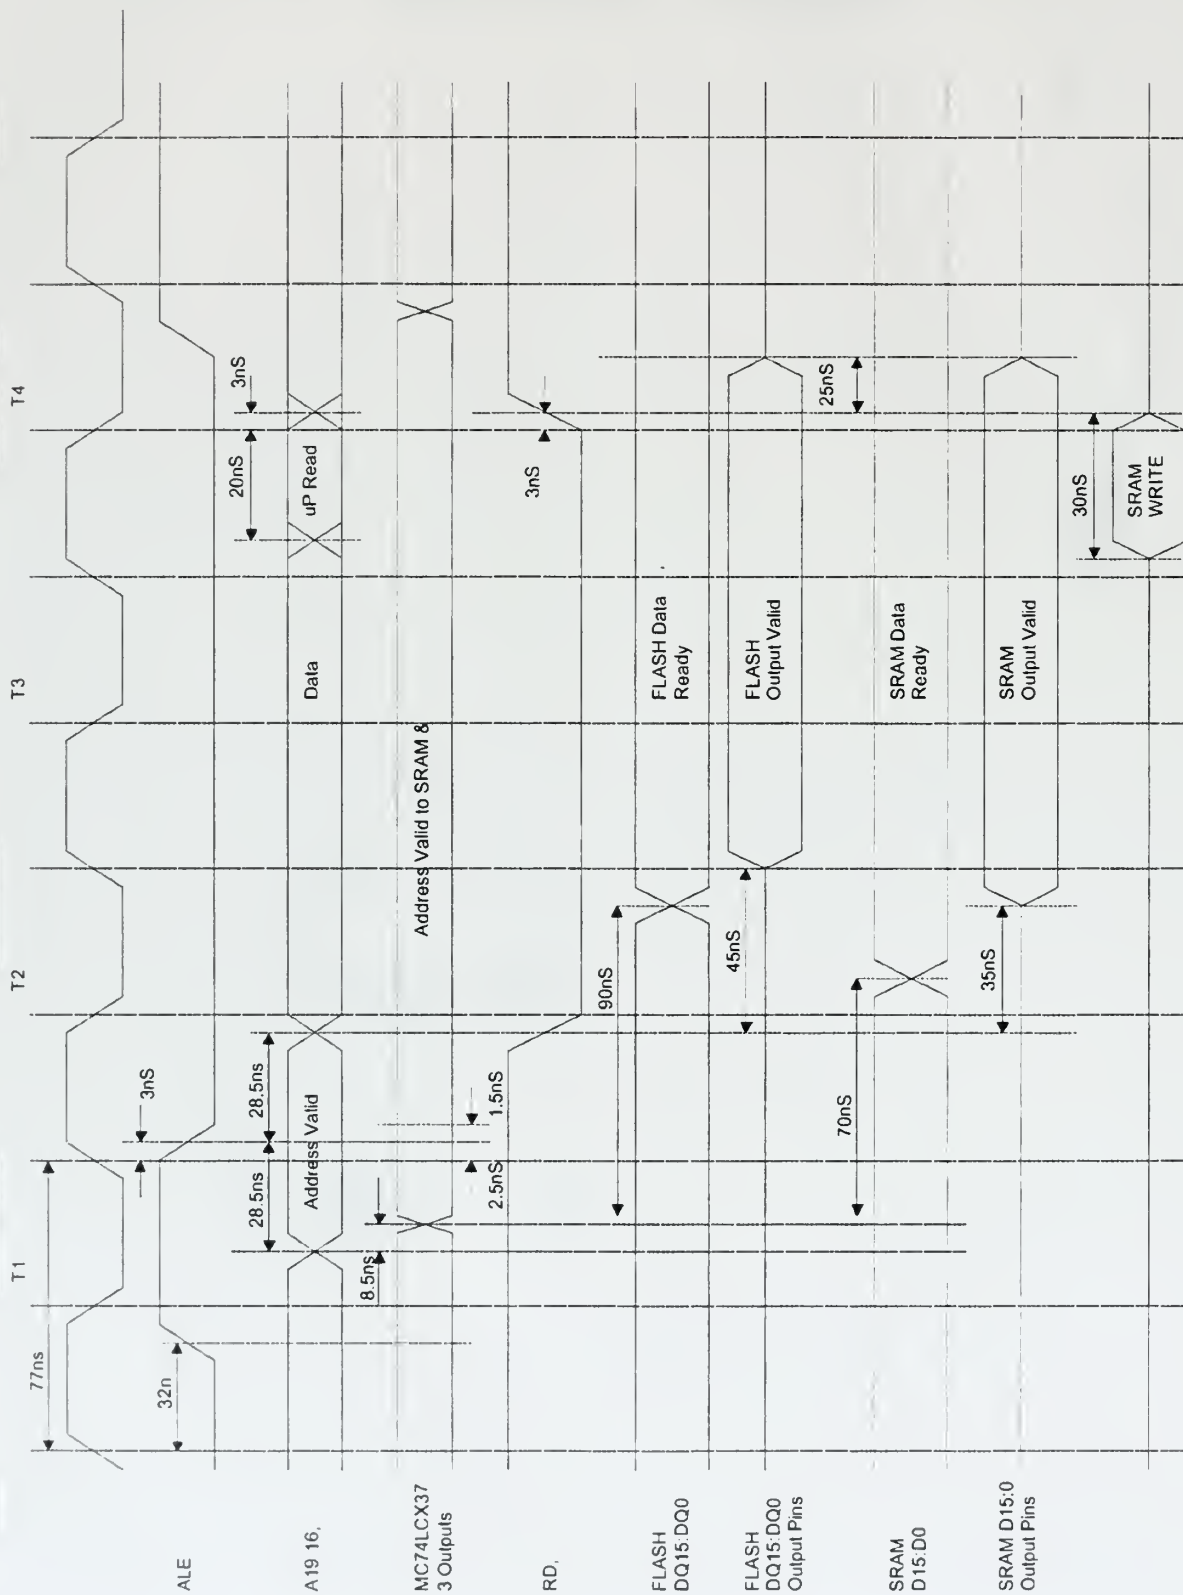 T1
T2
T3
T4
77ns
ALE
32n
3nS
A19 16,
28.5ns
28.5ns
Address Valid
Data
uP Read
20nS
3nS
MC74LCX37
3 Outputs
8.5ns
2.5nS
1.5nS
Address Valid to SRAM &
RD,
3nS
FLASH
DQ15:DQ0
90nS
FLASH Data
Ready
FLASH
DQ15:DQ0
Output Pins
45nS
FLASH
Output Valid
25nS
SRAM
D15:D0
70nS
SRAM Data
Ready
SRAM D15:0
Output Pins
35nS
SRAM
Output Valid
30nS
SRAM
WRITE